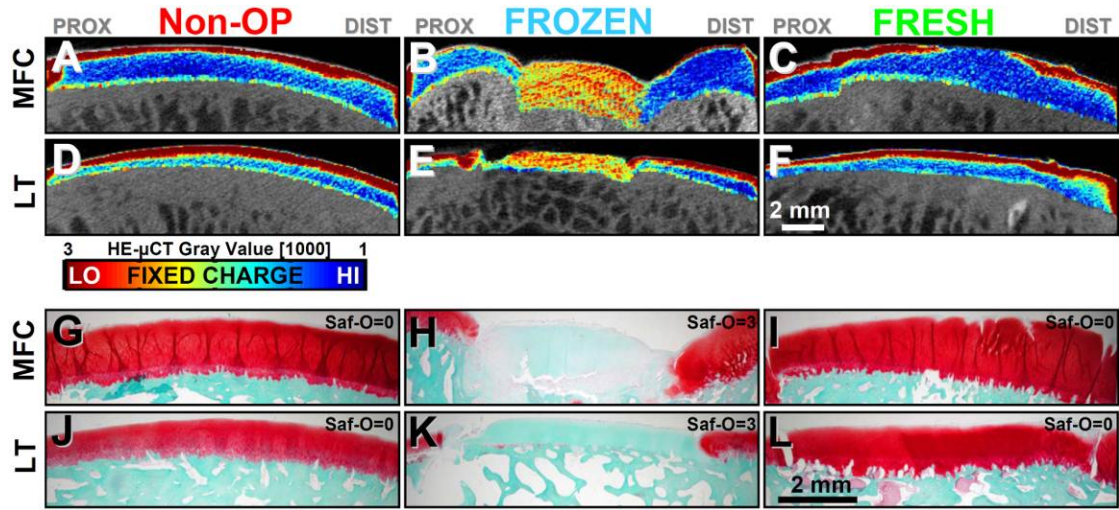 PROX Non-OP DIST FROZEN PROX FRESH DIST
MFC A B C
LT D E F
2 mm
3 HE-µCT Gray Value [1000] 1
LO FIXED CHARGE HI
MFC G Saf-O=0 H Saf-O=3 I Saf-O=0
LT J Saf-O=0 K Saf-O=3 L Saf-O=0
2 mm